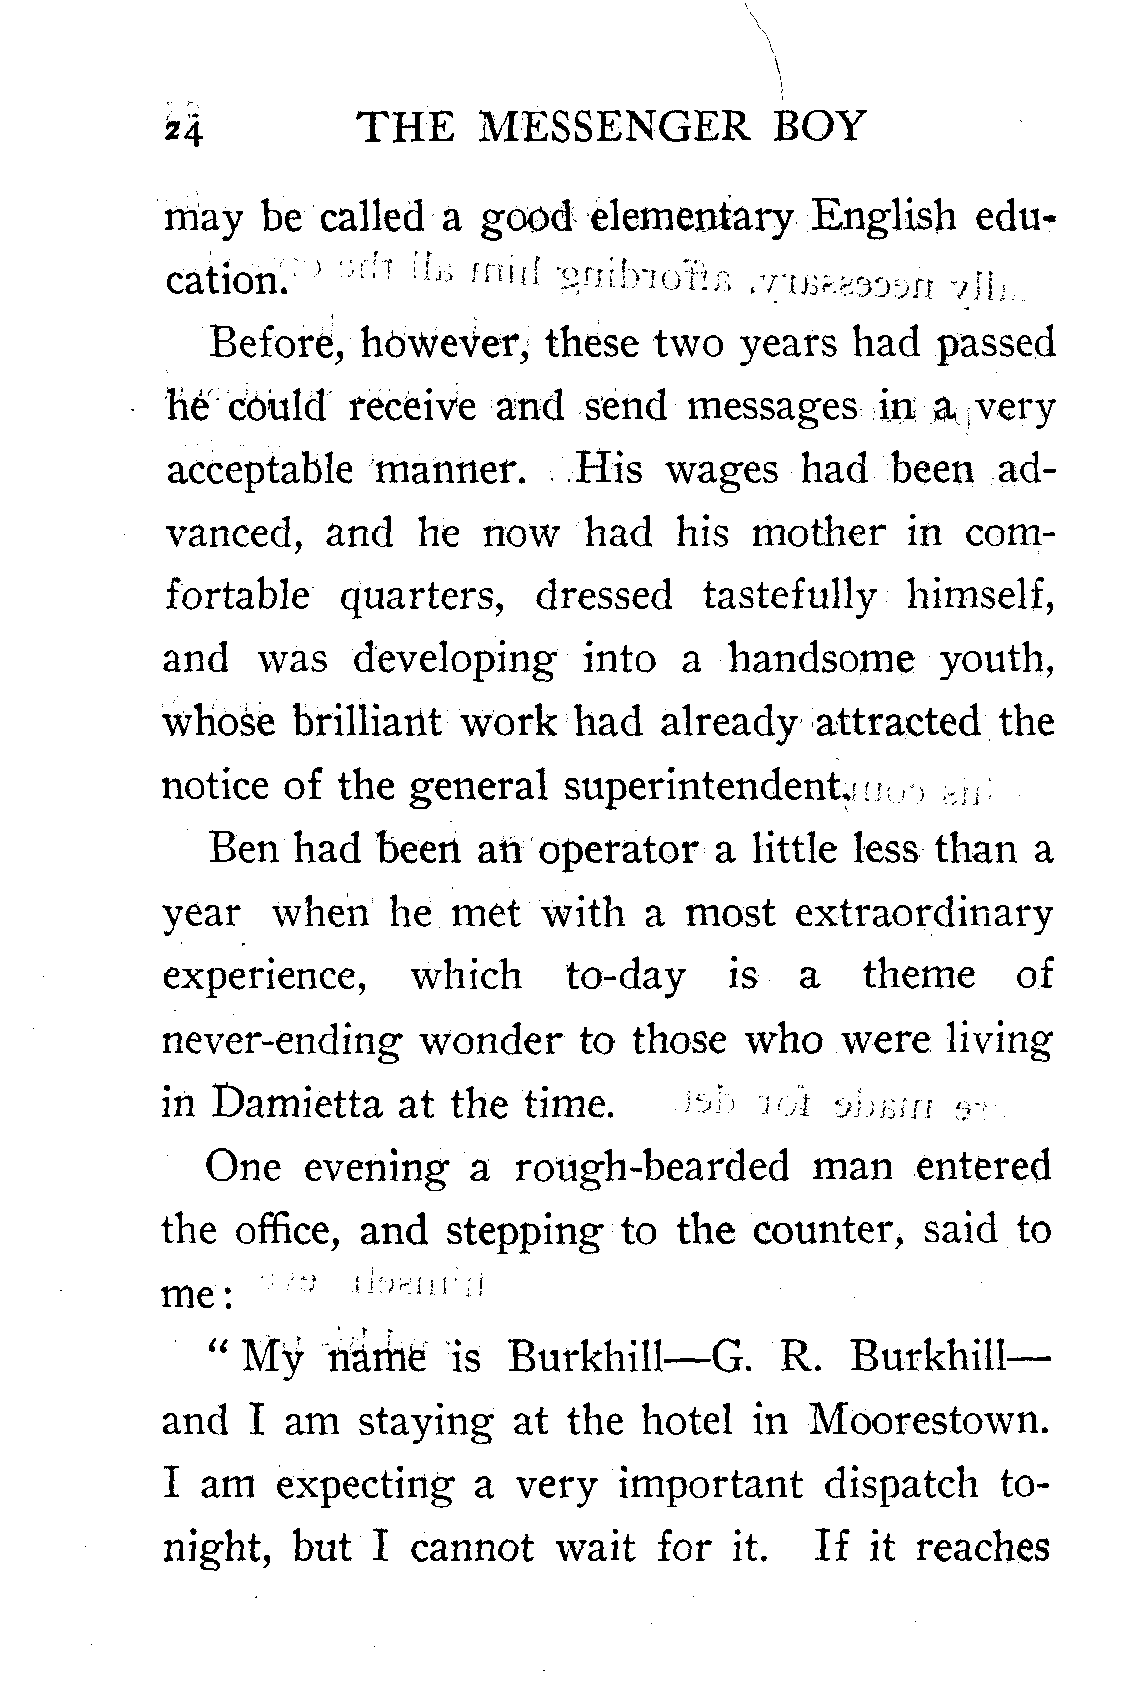 24 THE MESSENGER BOY
may be called a good elementary English edu-
cation.
Before, however, these two years had passed
he could receive and send messages in a very
acceptable manner. His wages had been ad-
vanced, and he now had his mother in com-
fortable quarters, dressed tastefully himself,
and was developing into a handsome youth,
whose brilliant work had already attracted the
notice of the general superintendent.
Ben had been an operator a little less than a
year when he met with a most extraordinary
experience, which to-day is a theme of
never-ending wonder to those who were living
in Damietta at the time.
One evening a rough-bearded man entered
the office, and stepping to the counter, said to
me:
“ My name is Burkhill—G. R. Burkhill—
and I am staying at the hotel in Moorestown.
I am expecting a very important dispatch to-
night, but I cannot wait for it. If it reaches